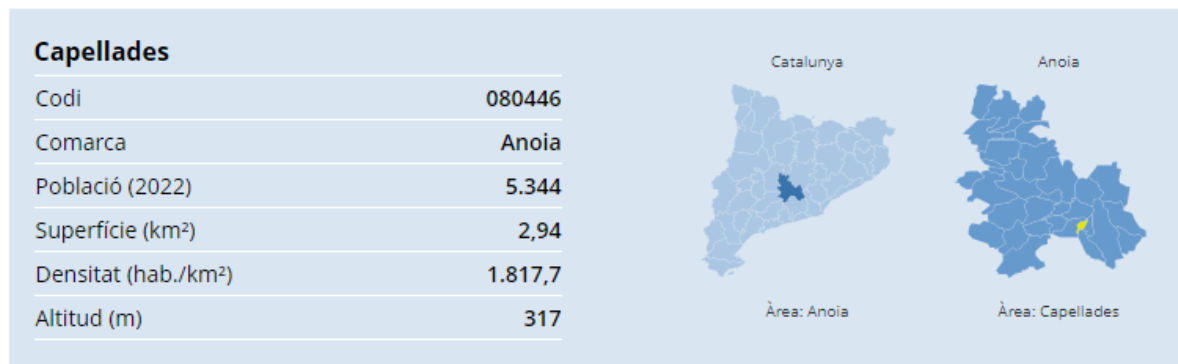 Capellades
Codi 080446
Comarca Anoia
Població (2022) 5.344
Superfície (km²) 2,94
Densitat (hab./km²) 1.817,7
Altitud (m) 317
Catalunya
Anoia
Àrea: Anoia
Àrea: Capellades